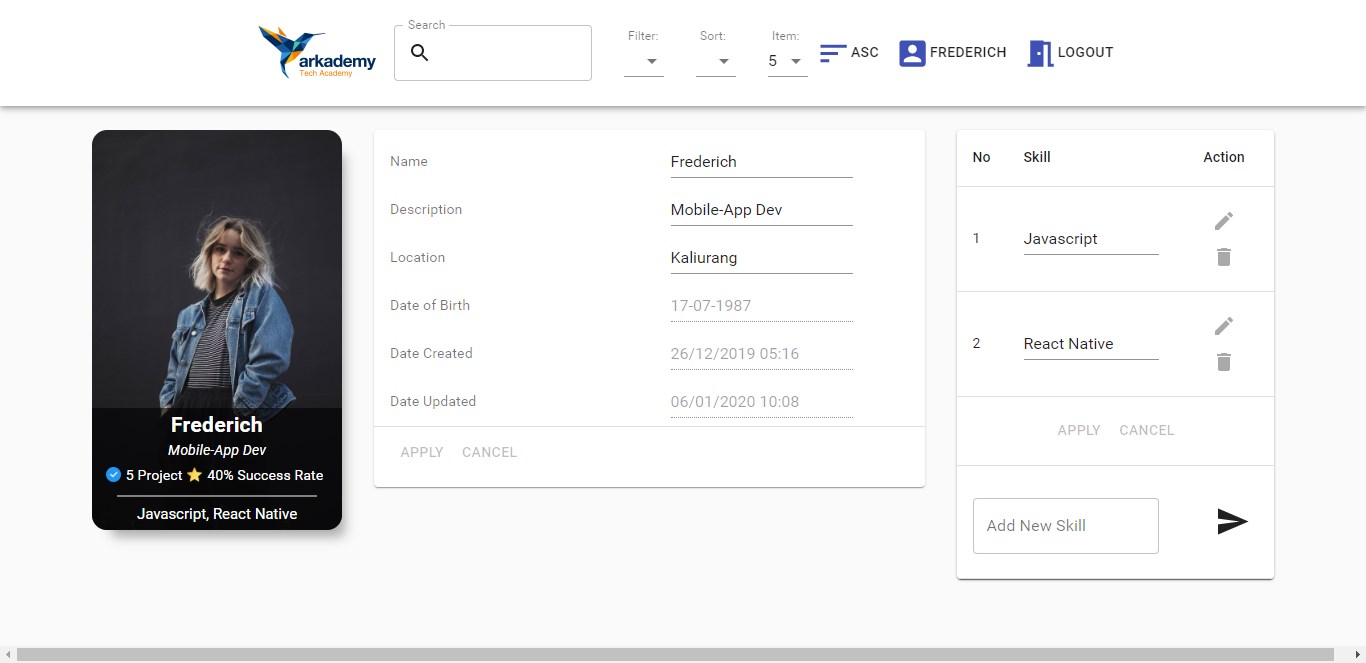 arkademy
Tech Academy
Search
Filter:
Sort:
Item:
5
ASC
FREDERICH
LOGOUT
Frederich
Mobile-App Dev
5 Project 40% Success Rate
Javascript, React Native
Name Frederich
Description Mobile-App Dev
Location Kaliurang
Date of Birth 17-07-1987
Date Created 26/12/2019 05:16
Date Updated 06/01/2020 10:08
APPLY CANCEL
No Skill Action
1 Javascript
2 React Native
APPLY CANCEL
Add New Skill